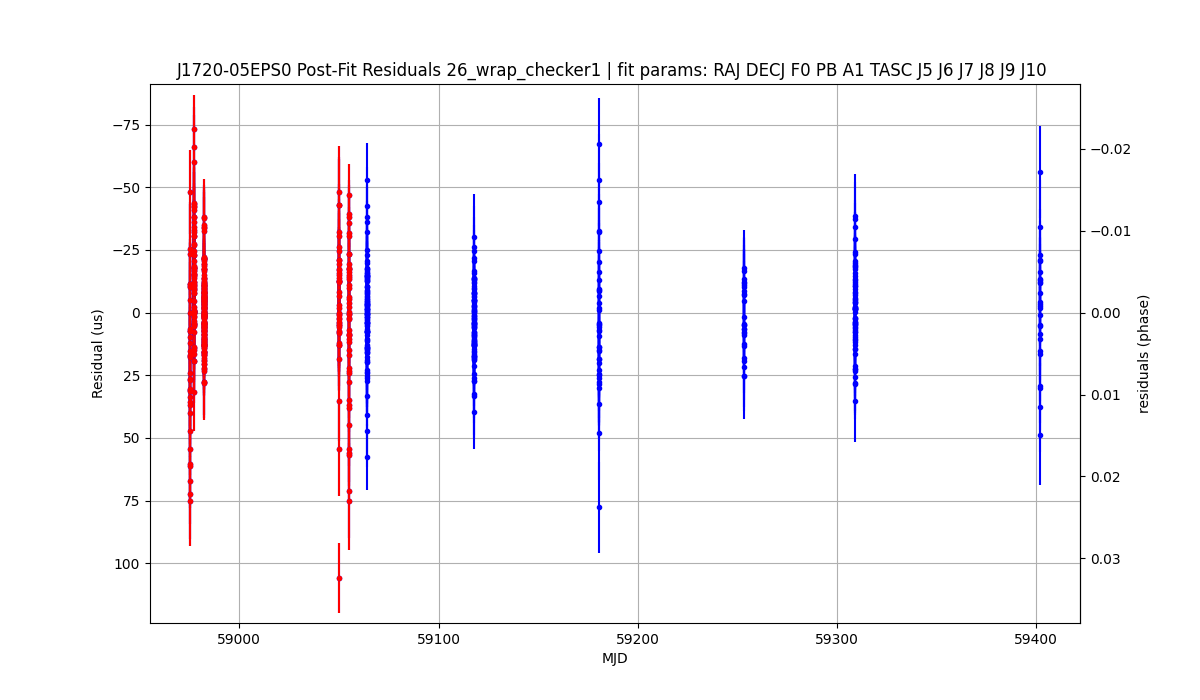 J1720-05EPS0 Post-Fit Residuals 26_wrap_checker1 | fit params: RAJ DECJ F0 PB A1 TASC J5 J6 J7 J8 J9 J10
−75
−50
−25
0
25
50
75
100
Residual (us)
−0.02
−0.01
0.00
0.01
0.02
0.03
residuals (phase)
59000 59100 59200 59300 59400
MJD